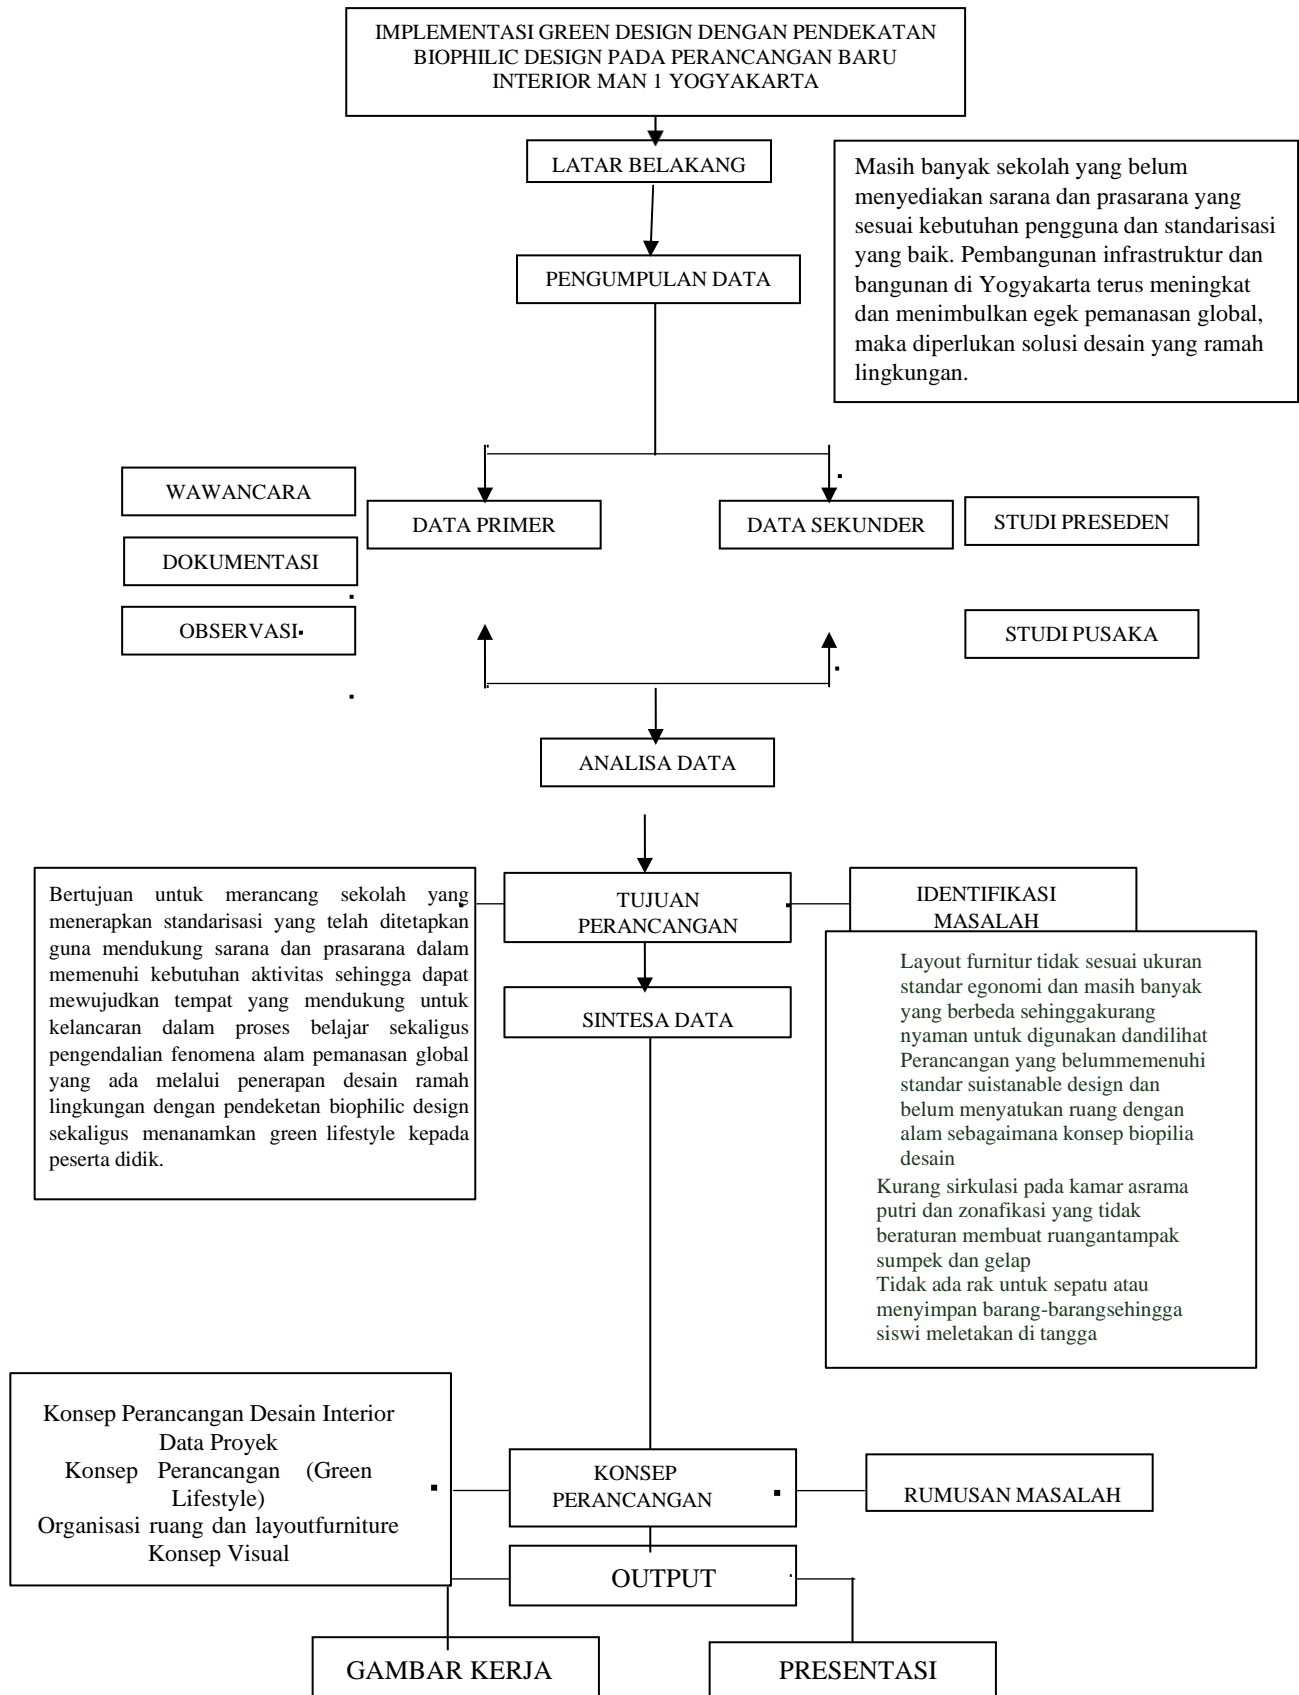 IMPLEMENTASI GREEN DESIGN DENGAN PENDEKATAN
BIOPHILIC DESIGN PADA PERANCANGAN BARU
INTERIOR MAN 1 YOGYAKARTA
LATAR BELAKANG
Masih banyak sekolah yang belum
menyediakan sarana dan prasarana yang
sesuai kebutuhan pengguna dan standarisasi
yang baik. Pembangunan infrastruktur dan
bangunan di Yogyakarta terus meningkat
dan menimbulkan egek pemanasan global,
maka diperlukan solusi desain yang ramah
lingkungan.
PENGUMPULAN DATA
WAWANCARA
DOKUMENTASI
OBSERVASI
DATA PRIMER
DATA SEKUNDER
STUDI PRESEDEN
STUDI PUSAKA
ANALISA DATA
Bertujuan untuk merancang sekolah yang
menerapkan standarisasi yang telah ditetapkan
guna mendukung sarana dan prasarana dalam
memenuhi kebutuhan aktivitas sehingga dapat
mewujudkan tempat yang mendukung untuk
kelancaran dalam proses belajar sekaligus
pengendalian fenomena alam pemanasan global
yang ada melalui penerapan desain ramah
lingkungan dengan pendeketan biophilic design
sekaligus menanamkan green lifestyle kepada
peserta didik.
TUJUAN
PERANCANGAN
IDENTIFIKASI
MASALAH
Layout furnitur tidak sesuai ukuran
standar egonomi dan masih banyak
yang berbeda sehinggakurang
nyaman untuk digunakan dandilihat
Perancangan yang belummemenuhi
standar suistanable design dan
belum menyatukan ruang dengan
alam sebagaimana konsep biopilia
desain
Kurang sirkulasi pada kamar asrama
putri dan zonafikasi yang tidak
beraturan membuat ruangantampak
sumpek dan gelap
Tidak ada rak untuk sepatu atau
menyimpan barang-barangsehingga
siswi meletakan di tangga
SINTESA DATA
Konsep Perancangan Desain Interior
Data Proyek
Konsep Perancangan (Green
Lifestyle)
Organisasi ruang dan layoutfurniture
Konsep Visual
KONSEP
PERANCANGAN
RUMUSAN MASALAH
OUTPUT
GAMBAR KERJA
PRESENTASI